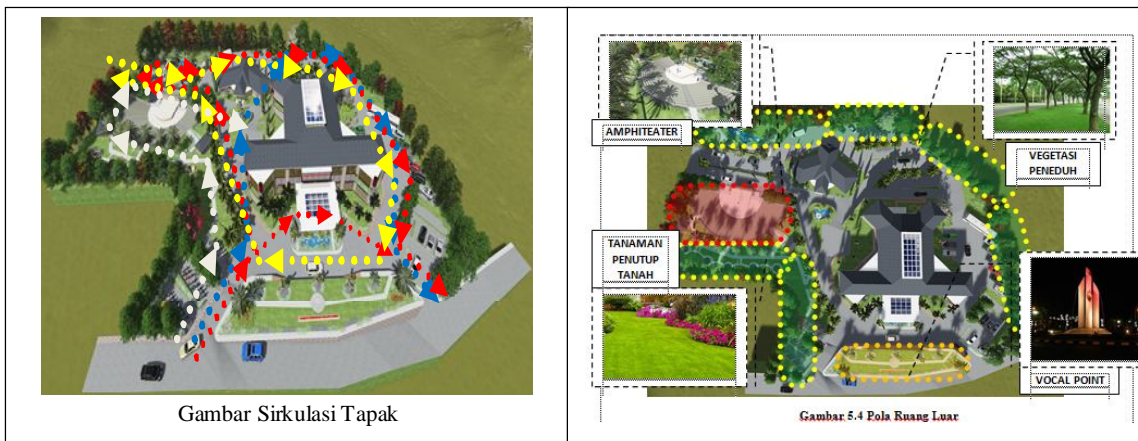 Gambar Sirkulasi Tapak
AMPHITEATER
VEGETASI
PENEDUH
TANAMAN
PENUTUP
TANAH
VOCAL POINT
Gambar 5.4 Pola Ruang Luar